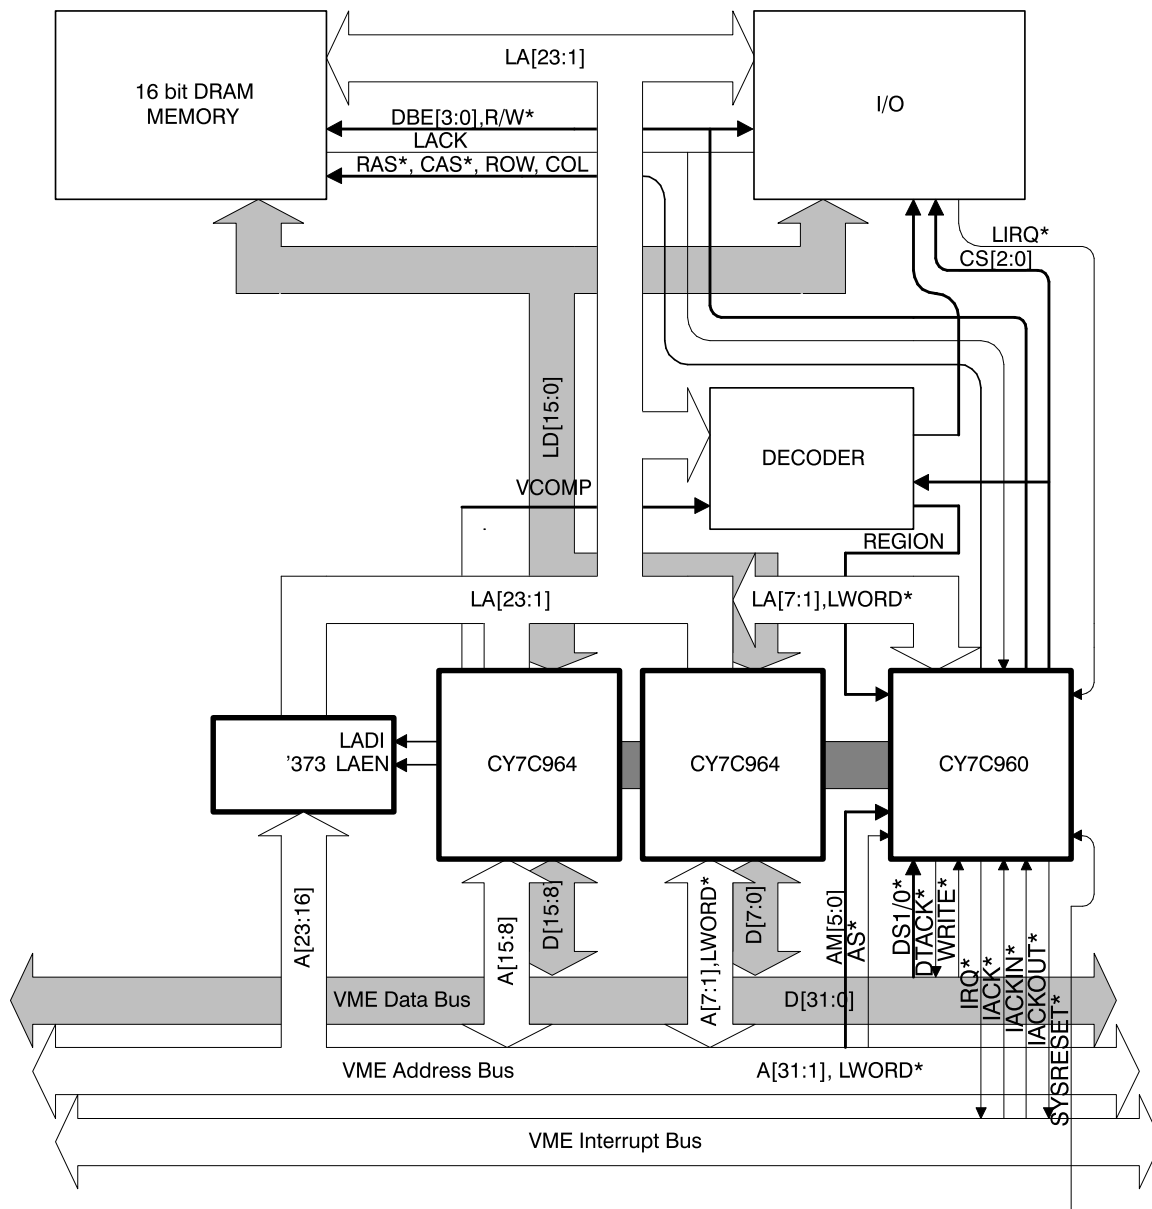 LA[23:1]
16 bit DRAM
MEMORY
I/O
DBE[3:0],R/W*
LACK
RAS*, CAS*, ROW, COL
LIRQ*
CS[2:0]
LD[15:0]
DECODER
VCOMP
REGION
LA[23:1]
LA[7:1],LWORD*
LADI
'373 LAEN
CY7C964
CY7C964
CY7C960
A[23:16]
A[15:8]
D[15:8]
A[7:1],LWORD*
D[7:0]
AM[5:0]
AS*
DS1/0*
DTACK*
WRITE*
IRQ*
IACK*
IACKIN*
IACKOUT*
SYSRESET*
VME Data Bus
D[31:0]
VME Address Bus
A[31:1], LWORD*
VME Interrupt Bus